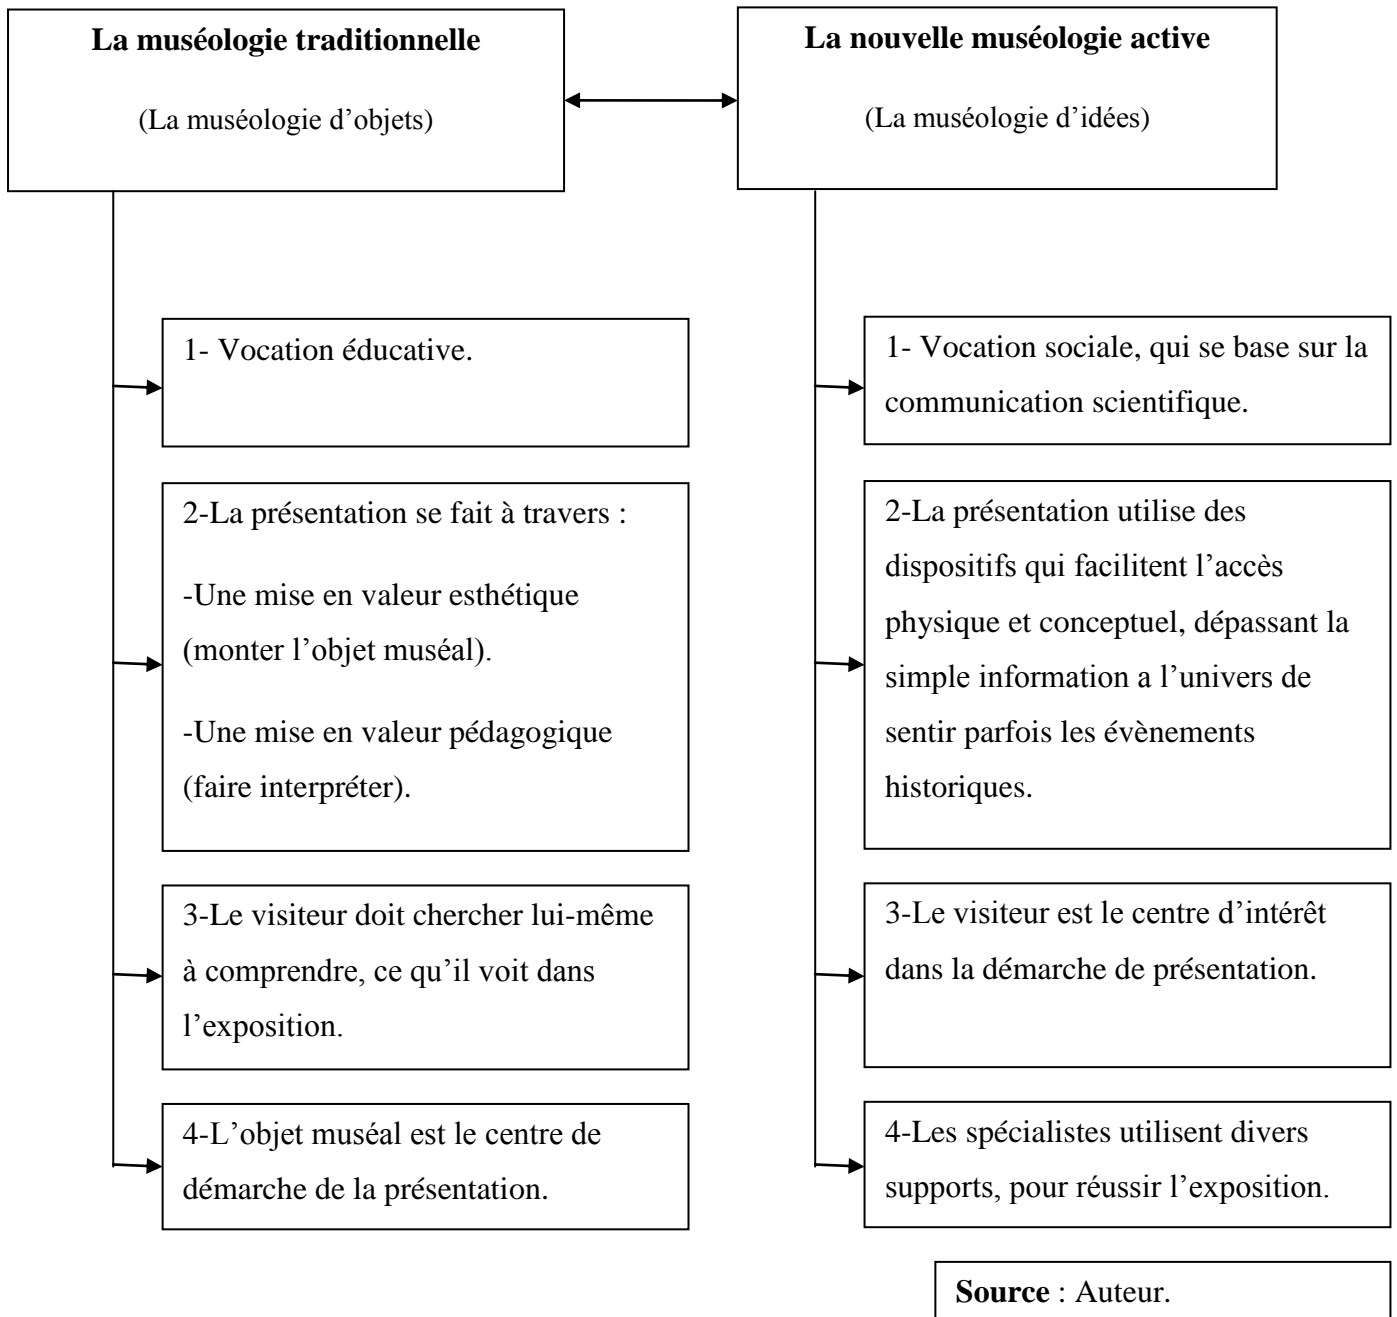 La muséologie traditionnelle
(La muséologie d’objets)
La nouvelle muséologie active
(La muséologie d’idées)
1- Vocation éducative.
2-La présentation se fait à travers :
-Une mise en valeur esthétique
(monter l’objet muséal).
-Une mise en valeur pédagogique
(faire interpréter).
3-Le visiteur doit chercher lui-même
à comprendre, ce qu’il voit dans
l’exposition.
4-L’objet muséal est le centre de
démarche de la présentation.
1- Vocation sociale, qui se base sur la
communication scientifique.
2-La présentation utilise des
dispositifs qui facilitent l’accès
physique et conceptuel, dépassant la
simple information a l’univers de
sentir parfois les évènements
historiques.
3-Le visiteur est le centre d’intérêt
dans la démarche de présentation.
4-Les spécialistes utilisent divers
supports, pour réussir l’exposition.
Source : Auteur.